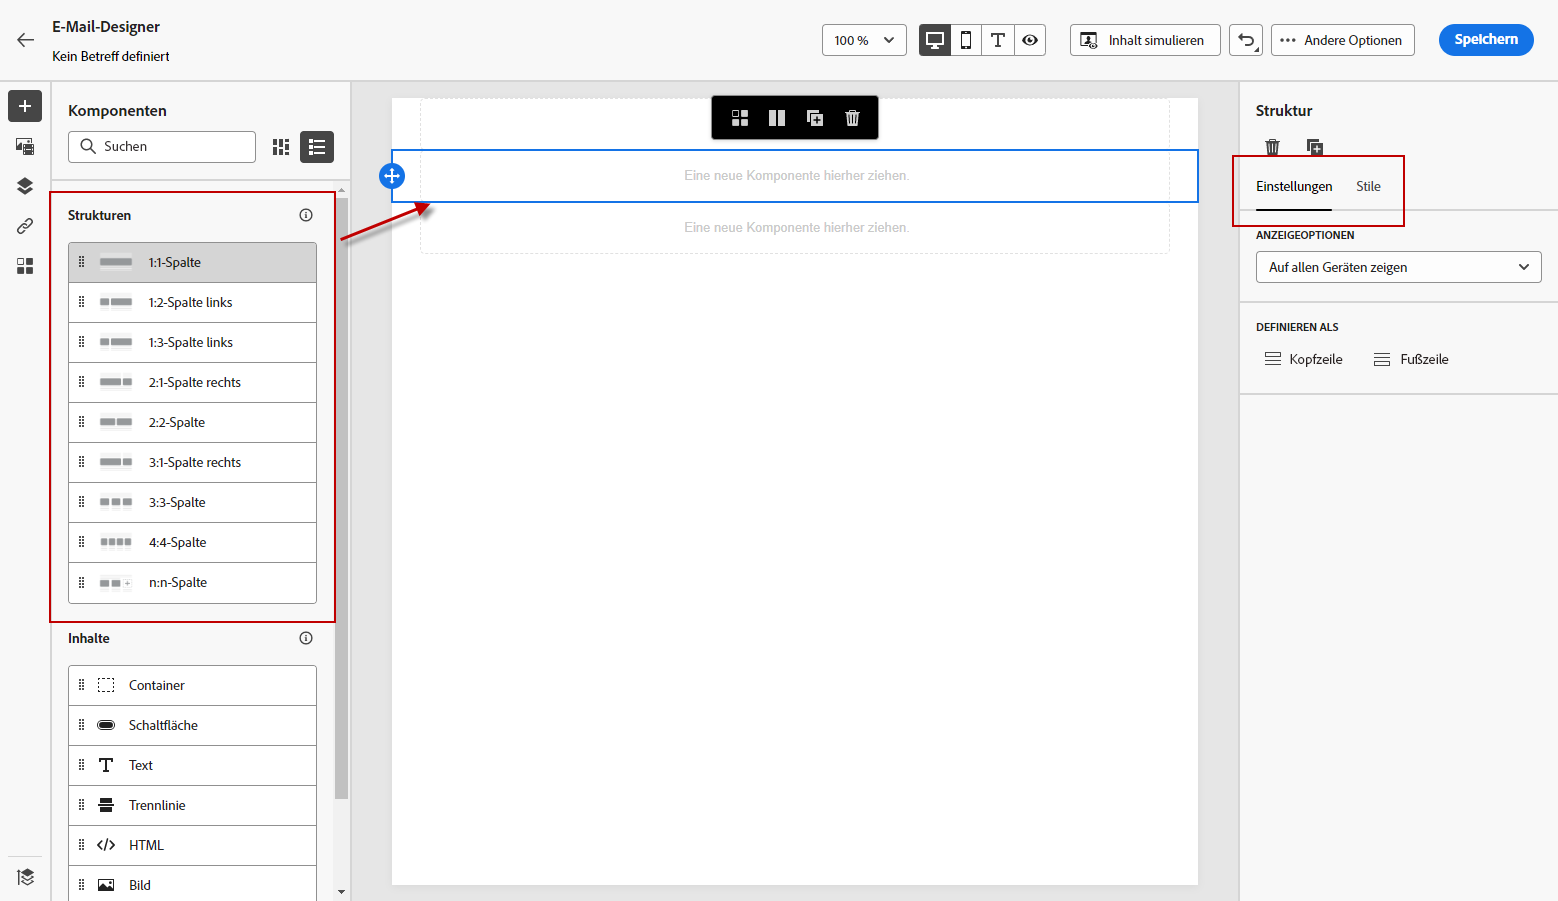 E-Mail-Designer
Kein Betreff definiert
100 %
Inhalt simulieren
Andere Optionen
Speichern
Komponenten
Suchen
Strukturen
1:1-Spalte
1:2-Spalte links
1:3-Spalte links
2:1-Spalte rechts
2:2-Spalte
3:1-Spalte rechts
3:3-Spalte
4:4-Spalte
n:n-Spalte
Inhalte
Container
Schaltfläche
Text
Trennlinie
HTML
Bild
Eine neue Komponente hierher ziehen.
Eine neue Komponente hierher ziehen.
Struktur
Einstellungen
Stile
ANZEIGEOPTIONEN
Auf allen Geräten zeigen
DEFINIEREN ALS
Kopfzeile
Fußzeile